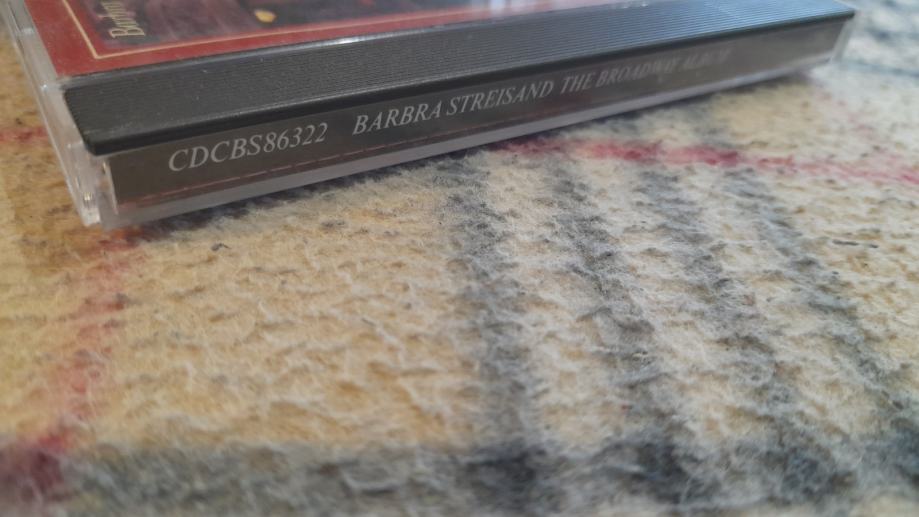 CDCBS86322 BARBRA STREISAND THE BROADWAY ALBUM